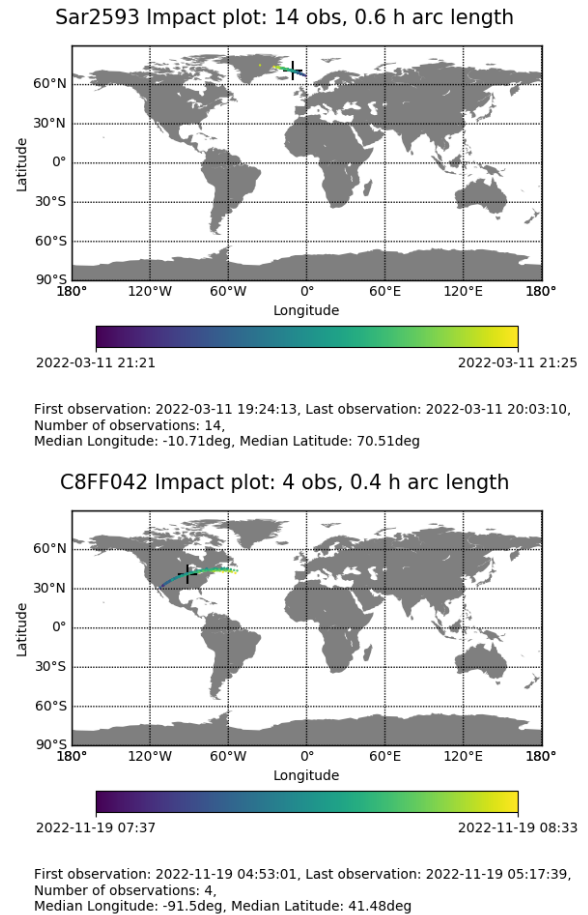 Sar2593 Impact plot: 14 obs, 0.6 h arc length
60°N
30°N
0°
30°S
60°S
90°S
Latitude
180° 120°W 60°W 0° 60°E 120°E 180°
Longitude
2022-03-11 21:21 2022-03-11 21:25
First observation: 2022-03-11 19:24:13, Last observation: 2022-03-11 20:03:10,
Number of observations: 14,
Median Longitude: -10.71deg, Median Latitude: 70.51deg
C8FF042 Impact plot: 4 obs, 0.4 h arc length
60°N
30°N
0°
30°S
60°S
90°S
Latitude
180° 120°W 60°W 0° 60°E 120°E 180°
Longitude
2022-11-19 07:37 2022-11-19 08:33
First observation: 2022-11-19 04:53:01, Last observation: 2022-11-19 05:17:39,
Number of observations: 4,
Median Longitude: -91.5deg, Median Latitude: 41.48deg